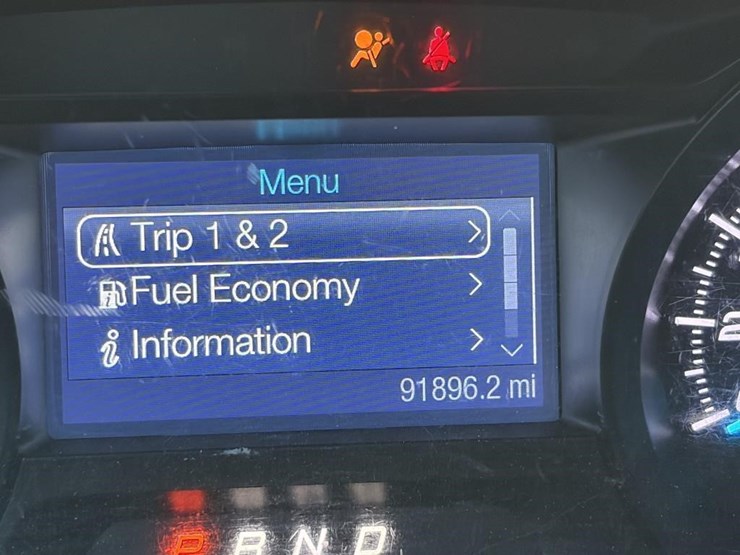 Menu
Trip 1 & 2
Fuel Economy
Information
91896.2 mi
P R N D